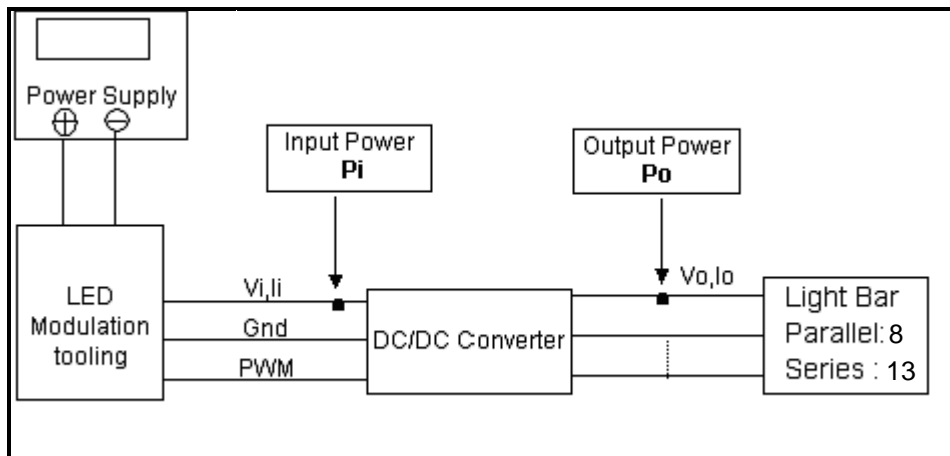 Power Supply
Input Power
Pi
Output Power
Po
LED
Modulation
tooling
Vi,Ii
Gnd
PWM
DC/DC Converter
Vo,Io
Light Bar
Parallel: 8
Series : 13